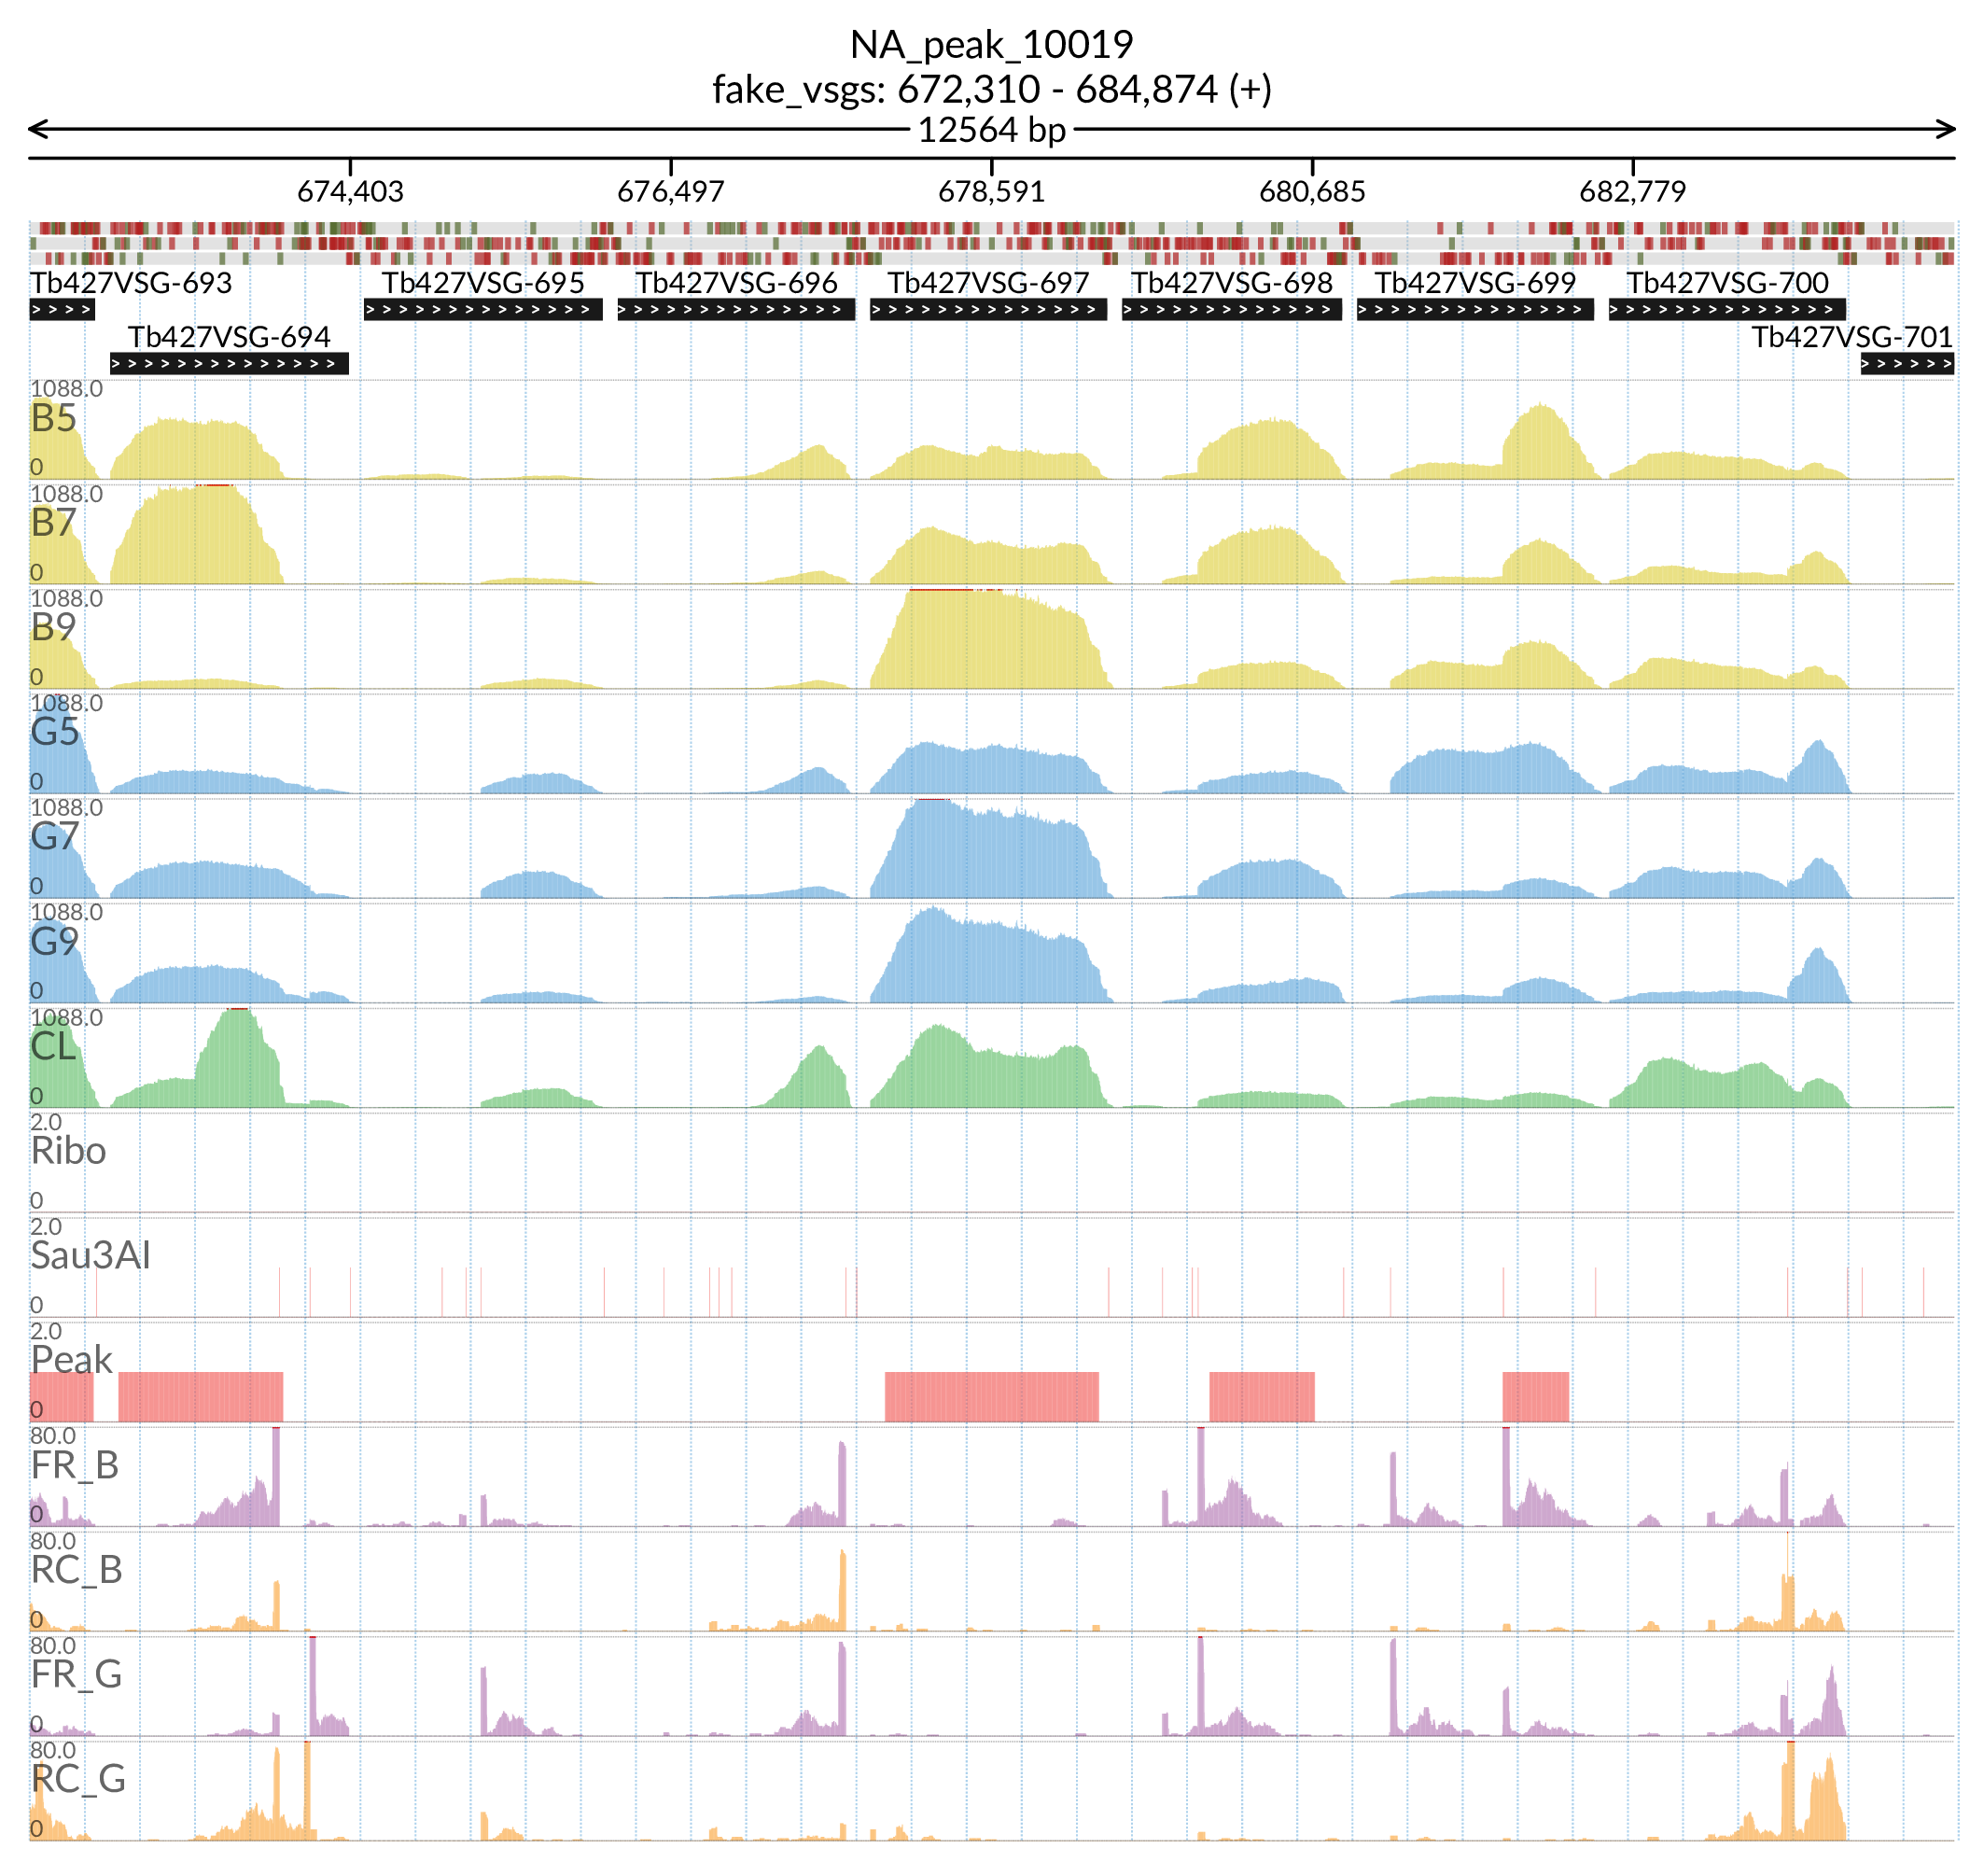 NA_peak_10019
fake_vsgs: 672,310 - 684,874 (+)
12564 bp
674,403 676,497 678,591 680,685 682,779
Tb427VSG-693 Tb427VSG-695 Tb427VSG-696 Tb427VSG-697 Tb427VSG-698 Tb427VSG-699 Tb427VSG-700
Tb427VSG-694 Tb427VSG-701
1088.0
B5
0
1088.0
B7
0
1088.0
B9
0
1088.0
G5
0
1088.0
G7
0
1088.0
G9
0
1088.0
CL
0
2.0
Ribo
0
2.0
Sau3AI
0
2.0
Peak
0
80.0
FR_B
0
80.0
RC_B
0
80.0
FR_G
0
80.0
RC_G
0